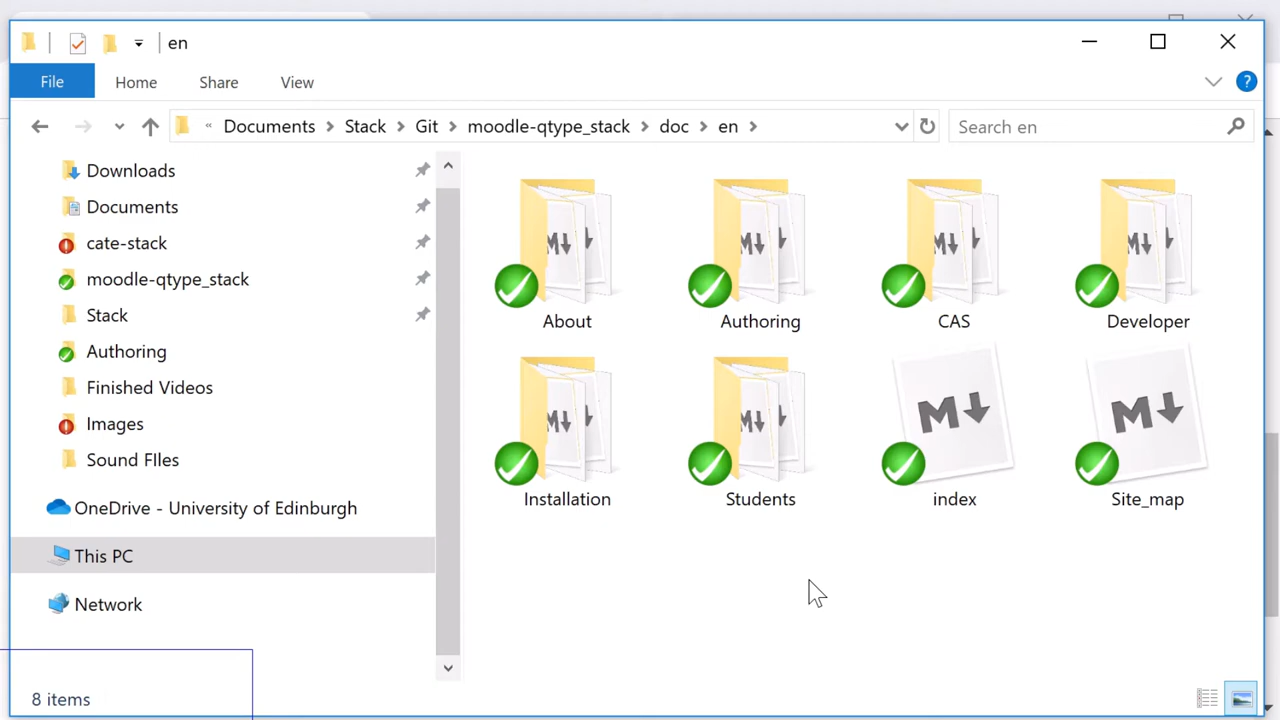 en
File Home Share View
« Documents > Stack > Git > moodle-qtype_stack > doc > en >
Search en
Downloads
Documents
cate-stack
moodle-qtype_stack
Stack
Authoring
Finished Videos
Images
Sound FIles
OneDrive - University of Edinburgh
This PC
Network
About Authoring CAS Developer
M M
Installation Students index Site_map
8 items